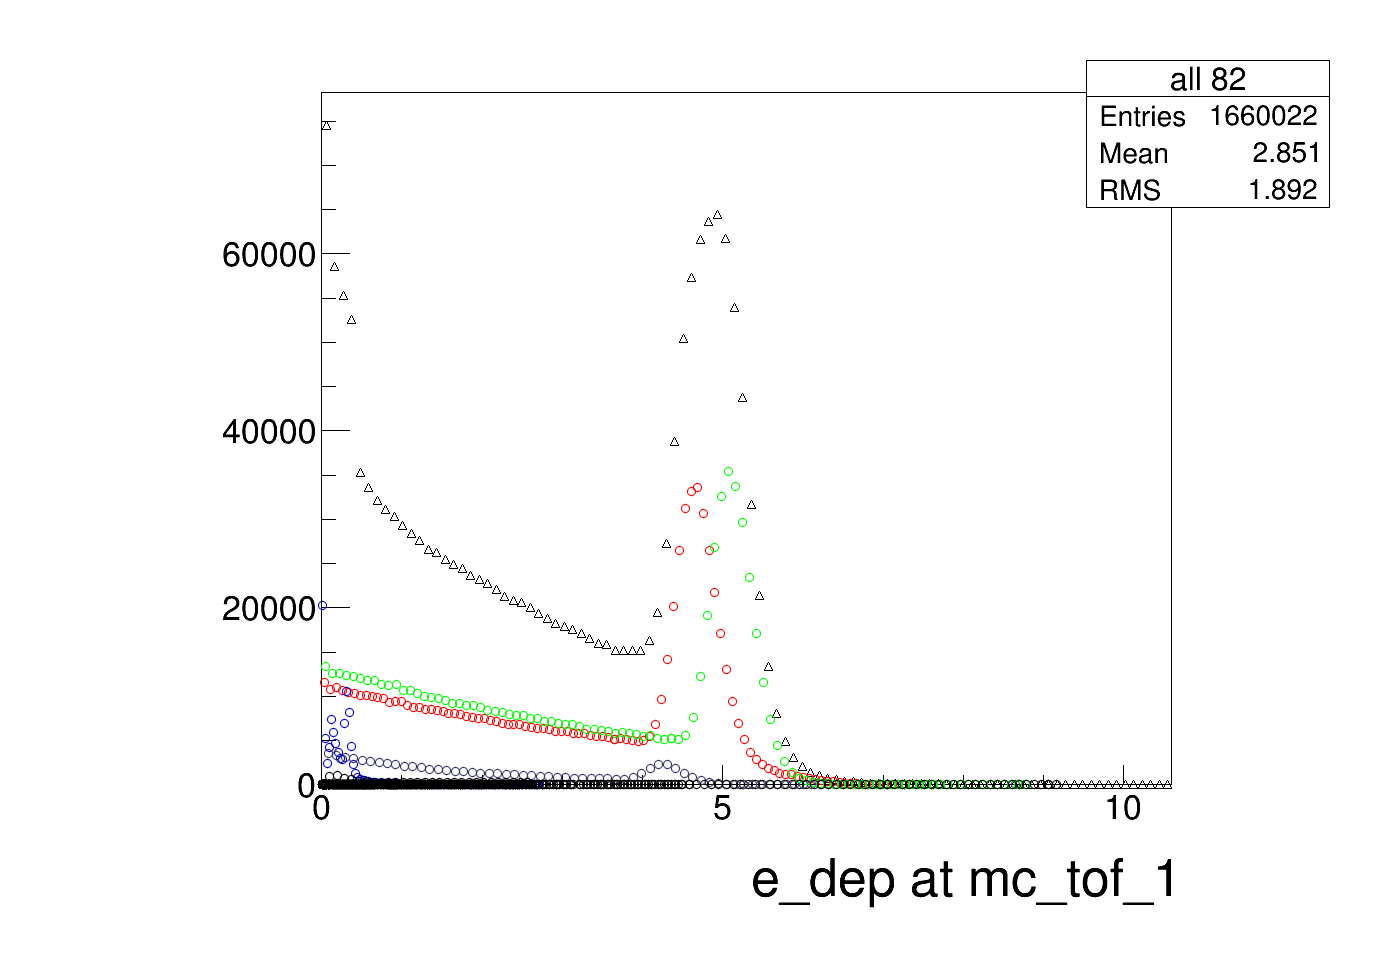 all 82
Entries 1660022
Mean 2.851
RMS 1.892
60000
40000
20000
0
0 5 10
e_dep at mc_tof_1